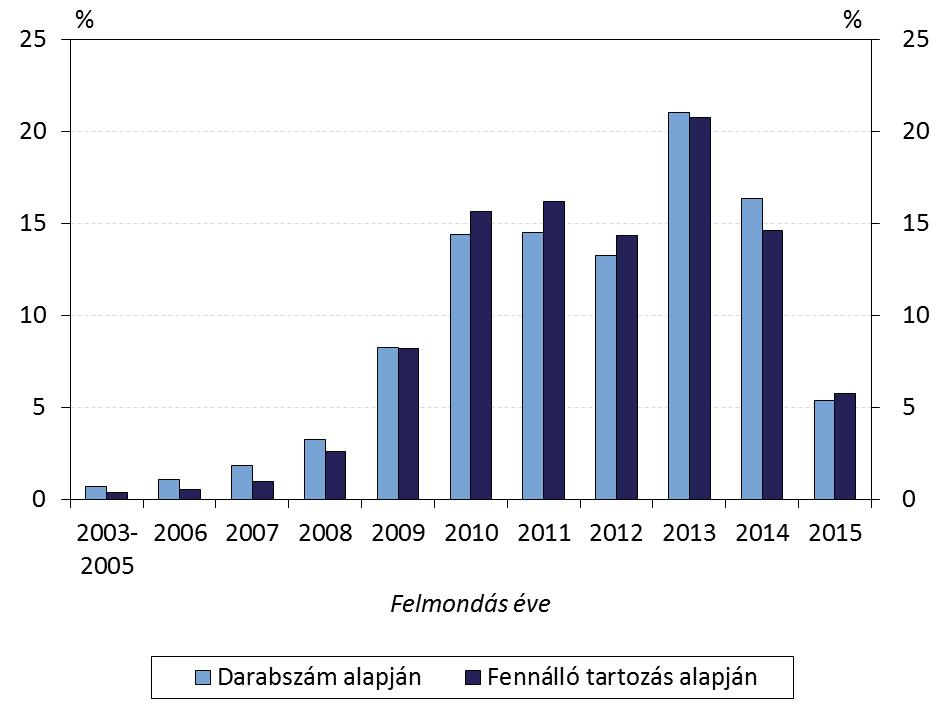 % %
25 25
20 20
15 15
10 10
5 5
0 0
2003-2005 2006 2007 2008 2009 2010 2011 2012 2013 2014 2015
Felmondás éve
Darabszám alapján Fennálló tartozás alapján